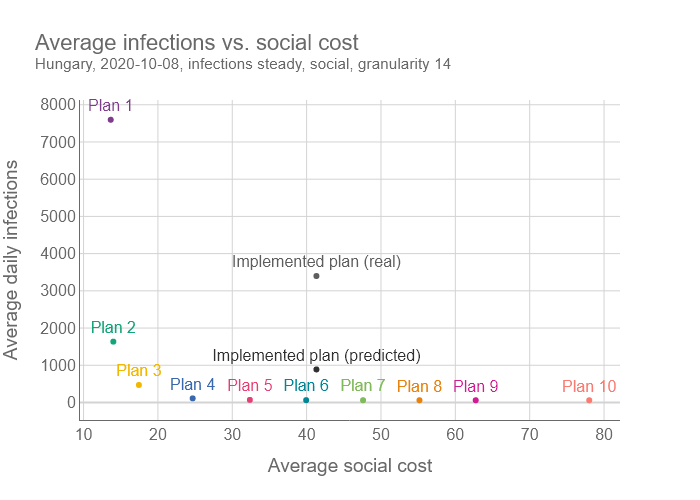 Average infections vs. social cost
Hungary, 2020-10-08, infections steady, social, granularity 14
Average daily infections
8000
7000
6000
5000
4000
3000
2000
1000
0
Plan 1
Implemented plan (real)
Plan 2
Implemented plan (predicted)
Plan 3
Plan 4
Plan 5
Plan 6
Plan 7
Plan 8
Plan 9
Plan 10
10 20 30 40 50 60 70 80
Average social cost